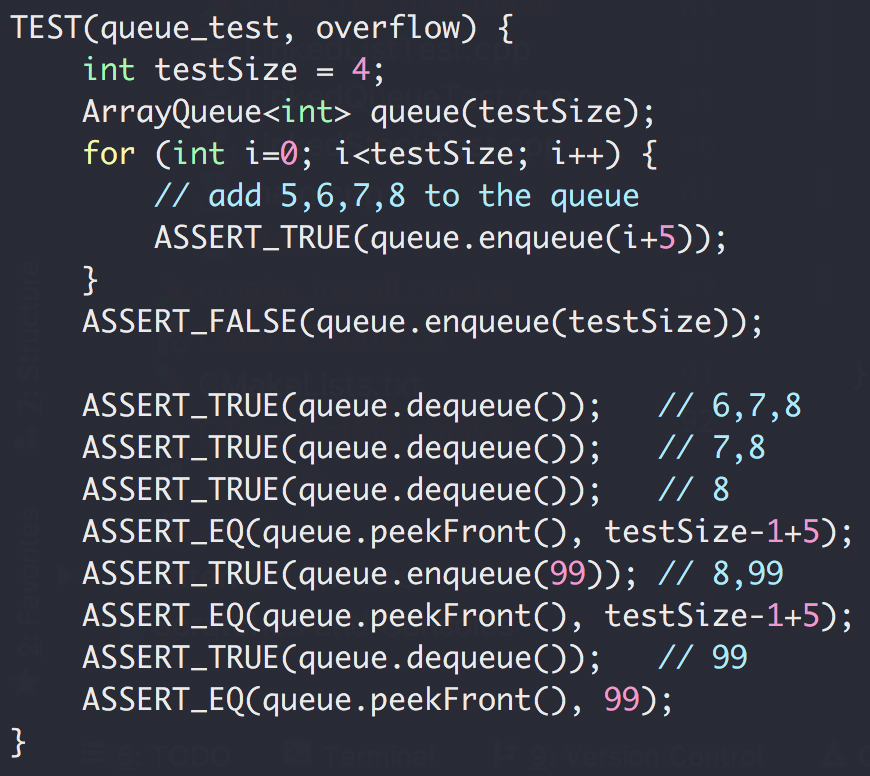 TEST(queue_test, overflow) {
    int testSize = 4;
    ArrayQueue<int> queue(testSize);
    for (int i=0; i<testSize; i++) {
        // add 5,6,7,8 to the queue
        ASSERT_TRUE(queue.enqueue(i+5));
    }
    ASSERT_FALSE(queue.enqueue(testSize));

    ASSERT_TRUE(queue.dequeue());   // 6,7,8
    ASSERT_TRUE(queue.dequeue());   // 7,8
    ASSERT_TRUE(queue.dequeue());   // 8
    ASSERT_EQ(queue.peekFront(), testSize-1+5);
    ASSERT_TRUE(queue.enqueue(99)); // 8,99
    ASSERT_EQ(queue.peekFront(), testSize-1+5);
    ASSERT_TRUE(queue.dequeue());   // 99
    ASSERT_EQ(queue.peekFront(), 99);
}